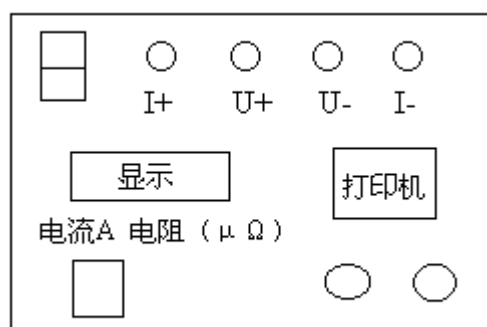 I+ U+ U- I-
显示
打印机
电流A 电阻（μΩ）